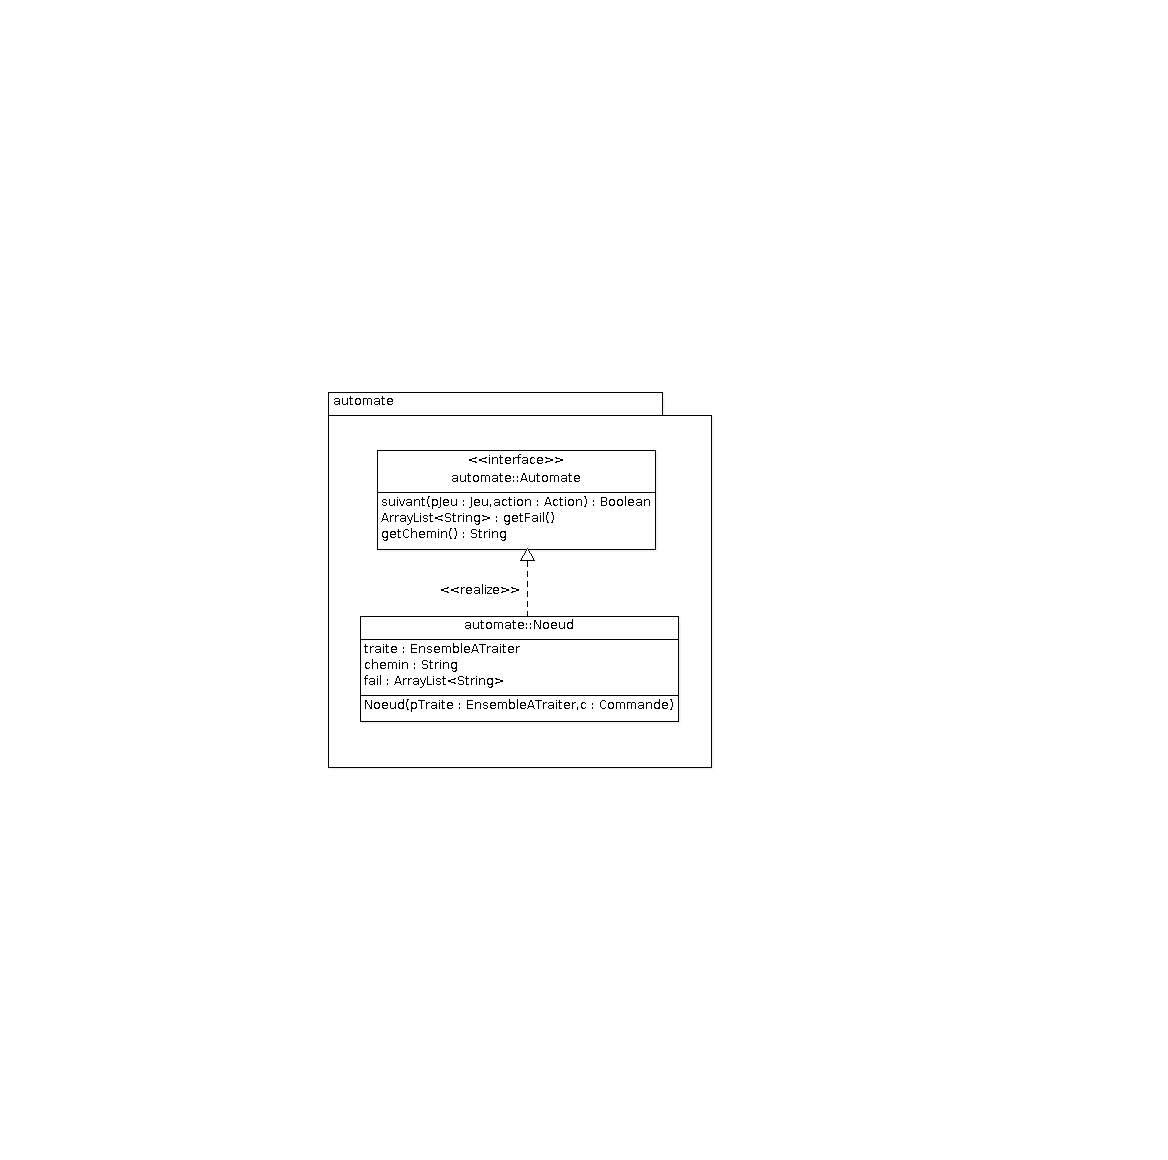 automate
<<interface>>
automate::Automate
suivant(pJeu : Jeu,action : Action) : Boolean
ArrayList<String> : getFail()
getChemin() : String
<<realize>>
automate::Noeud
traite : EnsembleATraiter
chemin : String
fail : ArrayList<String>
Noeud(pTraite : EnsembleATraiter,c : Commande)